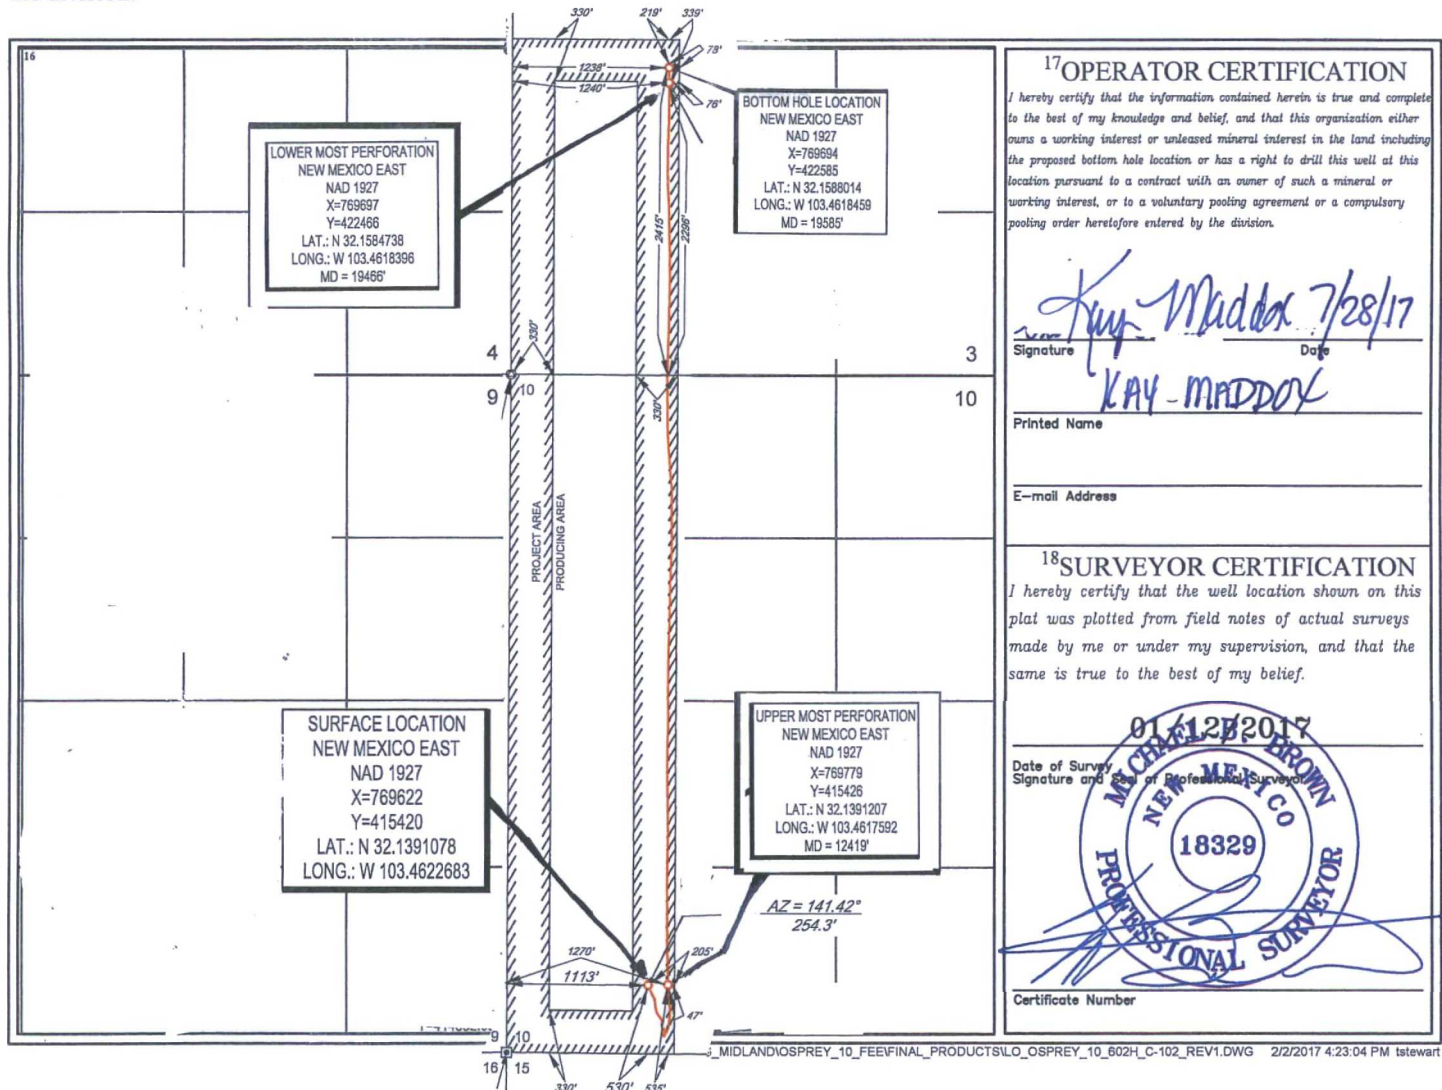 330'
219'
339'
16
1238'
1240'
78'
76'
BOTTOM HOLE LOCATION
NEW MEXICO EAST
NAD 1927
X=769694
Y=422585
LAT.: N 32.1588014
LONG.: W 103.4618459
MD = 19585'
LOWER MOST PERFORATION
NEW MEXICO EAST
NAD 1927
X=769697
Y=422466
LAT.: N 32.1584738
LONG.: W 103.4618396
MD = 19466'
2415'
2296'
330'
4
3
9
10
10
330'
PROJECT AREA
PRODUCING AREA
SURFACE LOCATION
NEW MEXICO EAST
NAD 1927
X=769622
Y=415420
LAT.: N 32.1391078
LONG.: W 103.4622683
UPPER MOST PERFORATION
NEW MEXICO EAST
NAD 1927
X=769779
Y=415426
LAT.: N 32.1391207
LONG.: W 103.4617592
MD = 12419'
AZ = 141.42°
254.3'
1270'
1113'
205'
47'
9
10
16
15
330'
530'
535'
17 OPERATOR CERTIFICATION
I hereby certify that the information contained herein is true and complete
to the best of my knowledge and belief, and that this organization either
owns a working interest or unleased mineral interest in the land including
the proposed bottom hole location or has a right to drill this well at this
location pursuant to a contract with an owner of such a mineral or
working interest, or to a voluntary pooling agreement or a compulsory
pooling order heretofore entered by the division.
Kay Maddox 7/28/17
Signature Date
KAY-MADDOX
Printed Name
E-mail Address
18 SURVEYOR CERTIFICATION
I hereby certify that the well location shown on this
plat was plotted from field notes of actual surveys
made by me or under my supervision, and that the
same is true to the best of my belief.
01/12/2017
Date of Survey
Signature and Seal of Professional Surveyor:
MICHAEL B. BROWN
NEW MEXICO
18329
PROFESSIONAL SURVEYOR
Certificate Number
_MIDLAND\OSPREY_10_FEE\FINAL_PRODUCTS\LO_OSPREY_10_602H_C-102_REV1.DWG 2/2/2017 4:23:04 PM tstewart